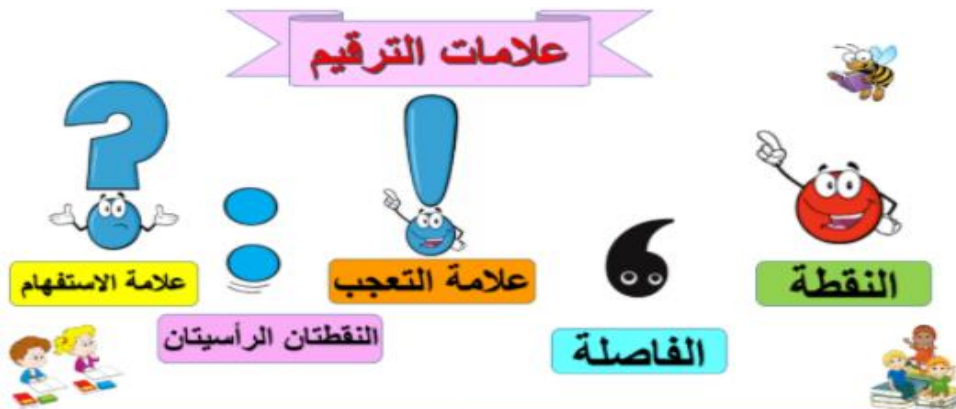 علامات الترقيم
النقطة
الفاصلة
علامة التعجب
النقطتان الرأسيتان
علامة الاستفهام